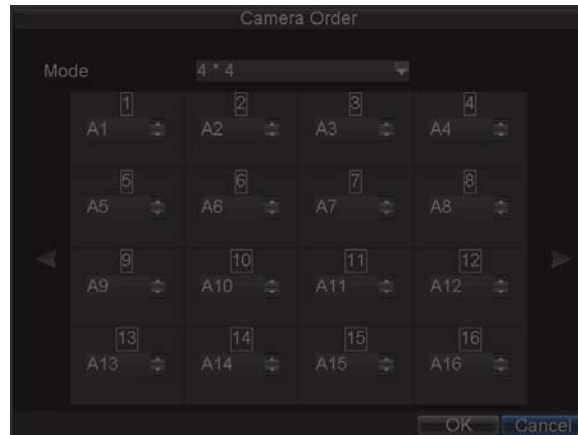 Camera Order
Mode 4 * 4
1 2 3 4
A1 A2 A3 A4
5 6 7 8
A5 A6 A7 A8
9 10 11 12
A9 A10 A11 A12
13 14 15 16
A13 A14 A15 A16
OK Cancel